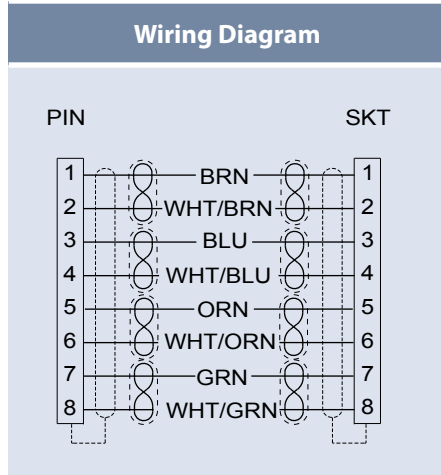 Wiring Diagram
PIN SKT
1 BRN 1
2 WHT/BRN 2
3 BLU 3
4 WHT/BLU 4
5 ORN 5
6 WHT/ORN 6
7 GRN 7
8 WHT/GRN 8